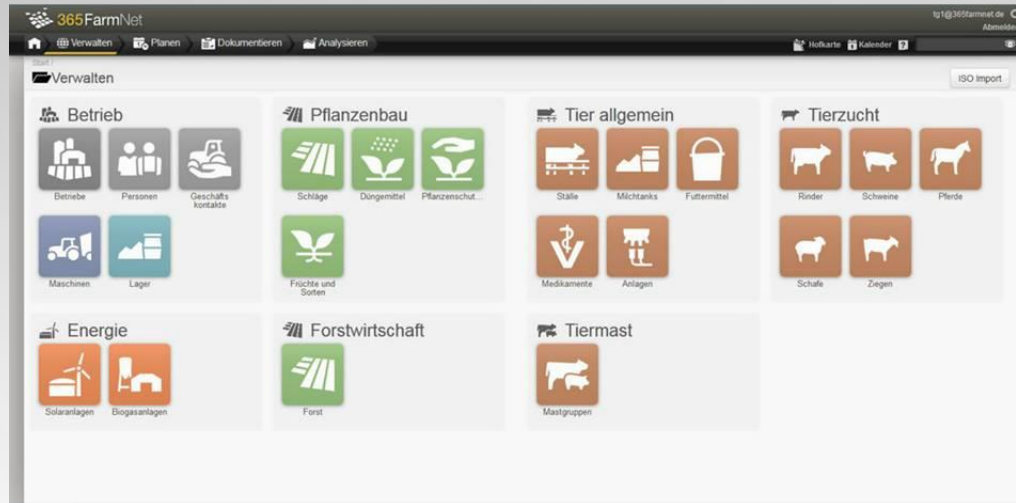 365FarmNet
tg1@365farmnet.de
Abmelden
Verwalten
Planen
Dokumentieren
Analysieren
Hofkarte
Kalender
?
Start /
Verwalten
ISO Import
Betrieb
Betriebe
Personen
Geschäfts
kontakte
Maschinen
Lager
Pflanzenbau
Schläge
Düngemittel
Pflanzenschut...
Früchte und
Sorten
Tier allgemein
Ställe
Milchtanks
Futtermittel
Medikamente
Anlagen
Tierzucht
Rinder
Schweine
Pferde
Schafe
Ziegen
Energie
Solaranlagen
Biogasanlagen
Forstwirtschaft
Forst
Tiermast
Mastgruppen